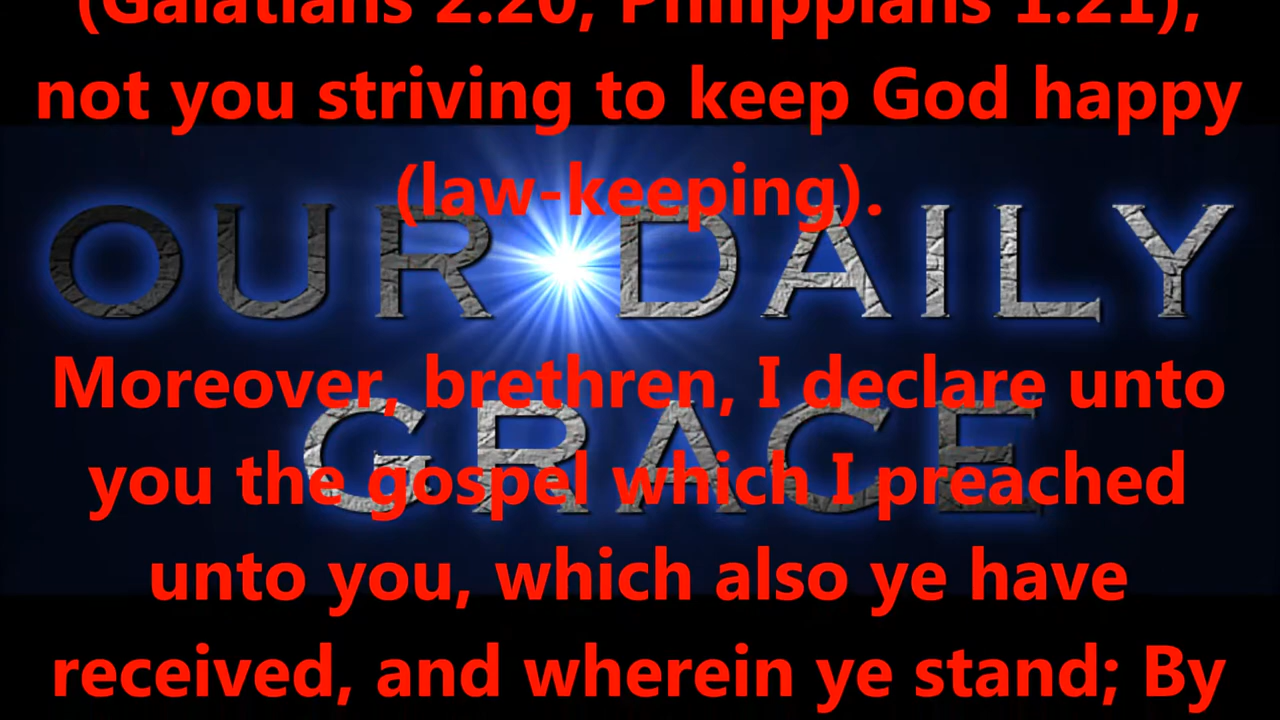 (Galatians 2:20, Philippians 1:21),
not you striving to keep God happy
(law-keeping).
OUR DAILY
Moreover, brethren, I declare unto
GRACE
you the gospel which I preached
unto you, which also ye have
received, and wherein ye stand; By